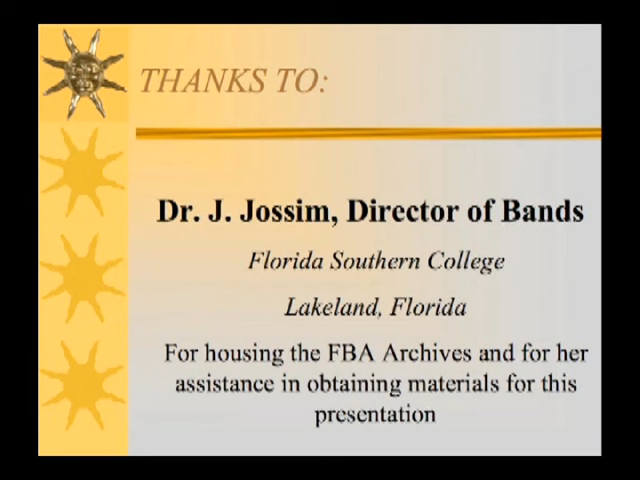 THANKS TO:
Dr. J. Jossim, Director of Bands
Florida Southern College
Lakeland, Florida
For housing the FBA Archives and for her
assistance in obtaining materials for this
presentation